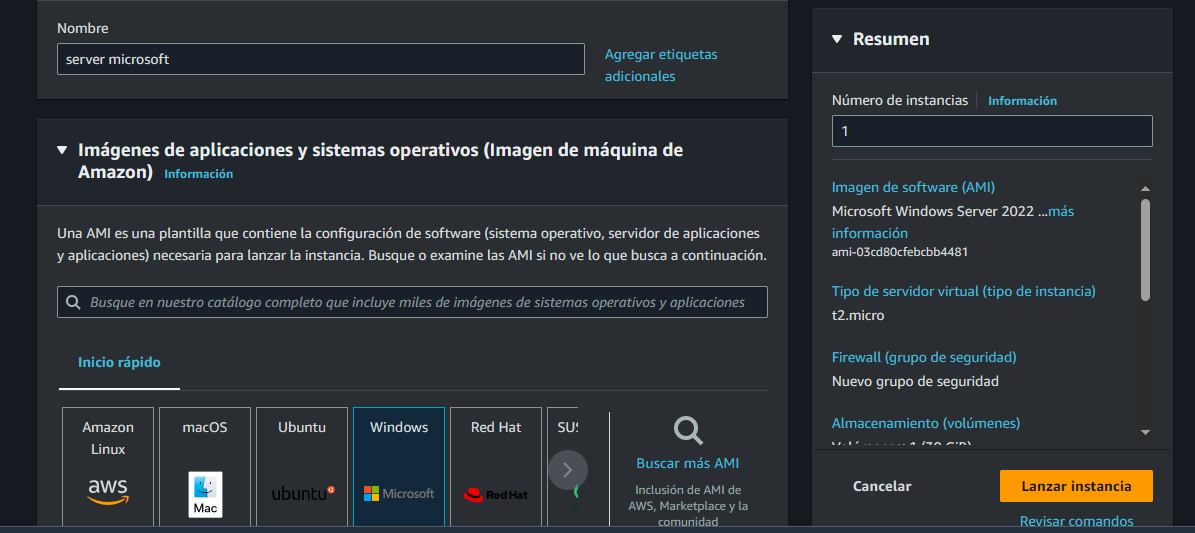 Nombre
server microsoft
Agregar etiquetas
adicionales
Imágenes de aplicaciones y sistemas operativos (Imagen de máquina de
Amazon) Información
Una AMI es una plantilla que contiene la configuración de software (sistema operativo, servidor de aplicaciones
y aplicaciones) necesaria para lanzar la instancia. Busque o examine las AMI si no ve lo que busca a continuación.
Busque en nuestro catálogo completo que incluye miles de imágenes de sistemas operativos y aplicaciones
Inicio rápido
Amazon
Linux
aws
macOS
Mac
Ubuntu
ubuntu
Windows
Microsoft
Red Hat
Red Hat
Buscar más AMI
Inclusión de AMI de
AWS, Marketplace y la
comunidad
Resumen
Número de instancias Información
1
Imagen de software (AMI)
Microsoft Windows Server 2022 ...más
información
ami-03cd80cfebcbb4481
Tipo de servidor virtual (tipo de instancia)
t2.micro
Firewall (grupo de seguridad)
Nuevo grupo de seguridad
Almacenamiento (volúmenes)
Cancelar
Lanzar instancia
Revisar comandos